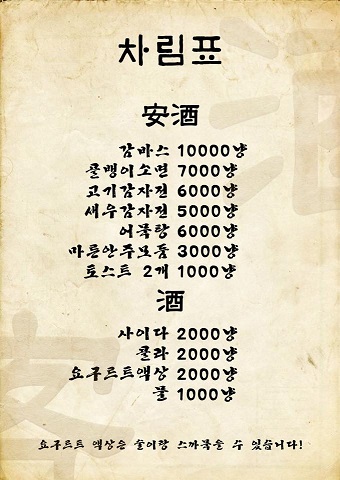 차림표
安酒
감바스 10000냥
골뱅이소면 7000냥
고기감자전 6000냥
새우감자전 5000냥
어묵탕 6000냥
마른안주모둠 3000냥
토스트 2개 1000냥
酒
사이다 2000냥
콜라 2000냥
요구르트액상 2000냥
물 1000냥
요구르트 액상은 술이랑 스까묵을 수 있습니다!